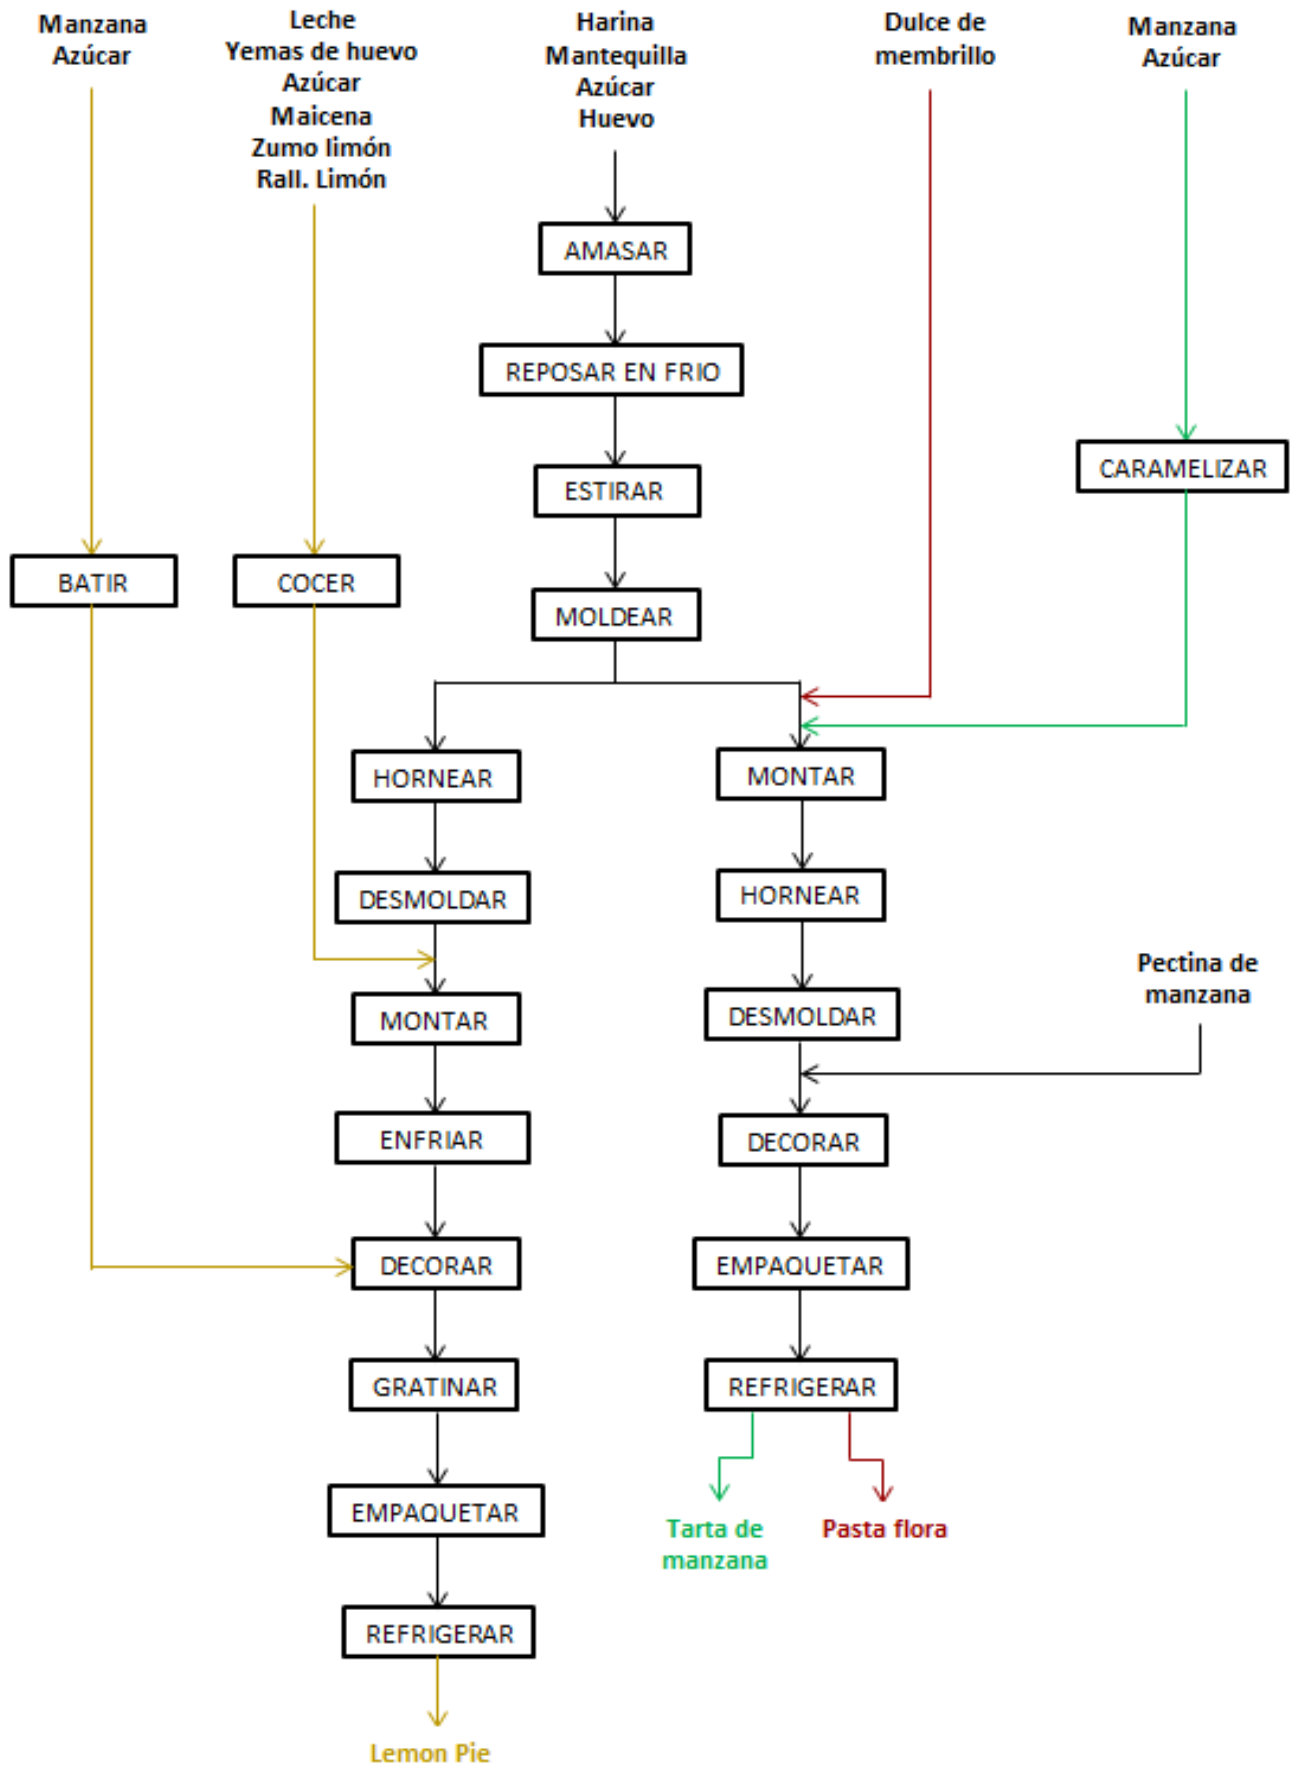 Manzana
Azúcar
Leche
Yemas de huevo
Azúcar
Maicena
Zumo limón
Rall. Limón
Harina
Mantequilla
Azúcar
Huevo
Dulce de
membrillo
Manzana
Azúcar
AMASAR
REPOSAR EN FRIO
ESTIRAR
CARAMELIZAR
BATIR
COCER
MOLDEAR
HORNEAR
MONTAR
DESMOLDAR
HORNEAR
Pectina de
manzana
MONTAR
DESMOLDAR
ENFRIAR
DECORAR
DECORAR
EMPAQUETAR
GRATINAR
REFRIGERAR
EMPAQUETAR
Tarta de
manzana
Pasta flora
REFRIGERAR
Lemon Pie